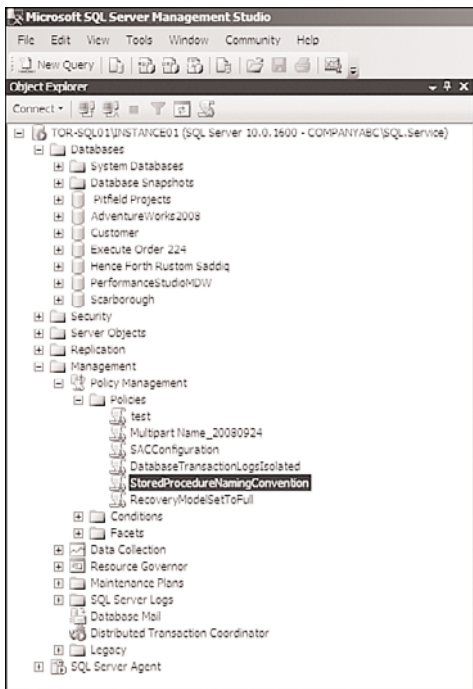 Microsoft SQL Server Management Studio
File Edit View Tools Window Community Help
New Query
Object Explorer
Connect
TOR-SQL01\INSTANCE01 (SQL Server 10.0.1600 - COMPANYABC\SQL.Service)
Databases
System Databases
Database Snapshots
Pitfield Projects
AdventureWorks2008
Customer
Execute Order 224
Hence Forth Rustom Saddiq
PerformanceStudioMDW
Scarborough
Security
Server Objects
Replication
Management
Policy Management
Policies
test
Multipart Name_20080924
SACConfiguration
DatabaseTransactionLogsIsolated
StoredProcedureNamingConvention
RecoveryModelSetToFull
Conditions
Facets
Data Collection
Resource Governor
Maintenance Plans
SQL Server Logs
Database Mail
Distributed Transaction Coordinator
Legacy
SQL Server Agent